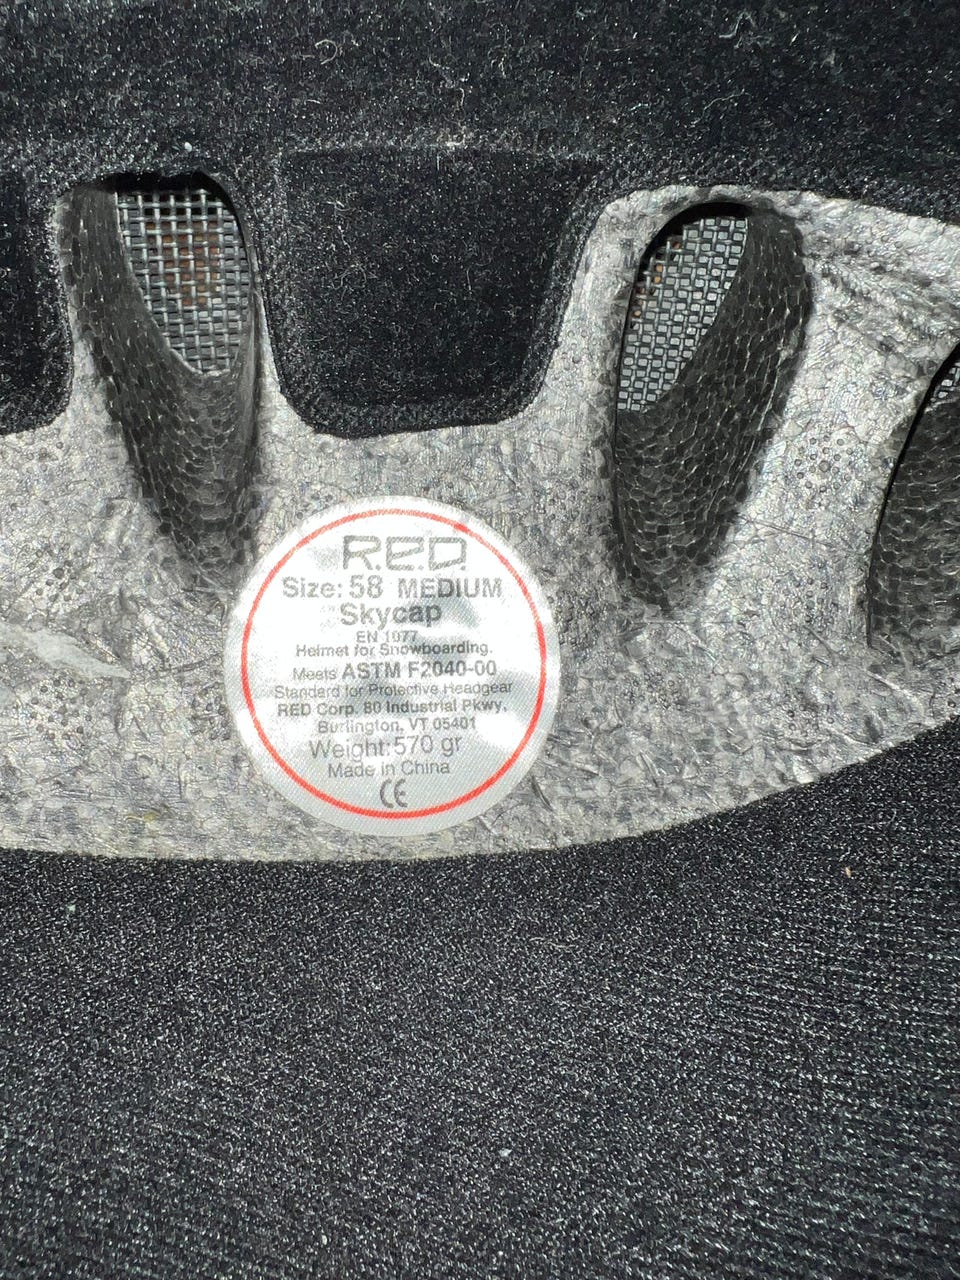 R.E.D.
Size: 58 MEDIUM
Skycap
EN 1077
Helmet for Snowboarding.
Meets ASTM F2040-00
Standard for Protective Headgear
RED Corp. 80 Industrial Pkwy.
Burlington, VT 05401
Weight: 570 gr
Made in China
CE